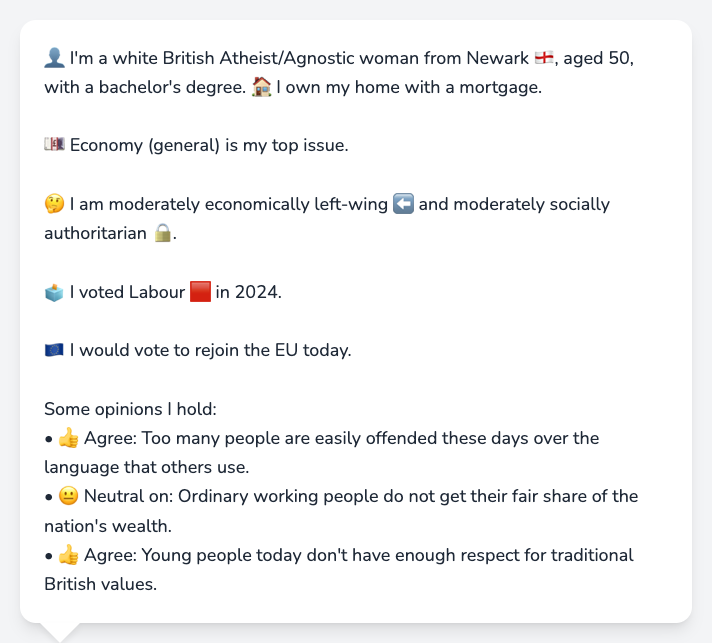 👤 I'm a white British Atheist/Agnostic woman from Newark 🏴󠁧󠁢󠁥󠁮󠁧󠁿, aged 50,
with a bachelor's degree. 🏠 I own my home with a mortgage.
💷 Economy (general) is my top issue.
🤔 I am moderately economically left-wing ⬅️ and moderately socially
authoritarian 🔒.
🗳️ I voted Labour 🟥 in 2024.
🇪🇺 I would vote to rejoin the EU today.
Some opinions I hold:
• 👍 Agree: Too many people are easily offended these days over the
language that others use.
• 😐 Neutral on: Ordinary working people do not get their fair share of the
nation's wealth.
• 👍 Agree: Young people today don't have enough respect for traditional
British values.